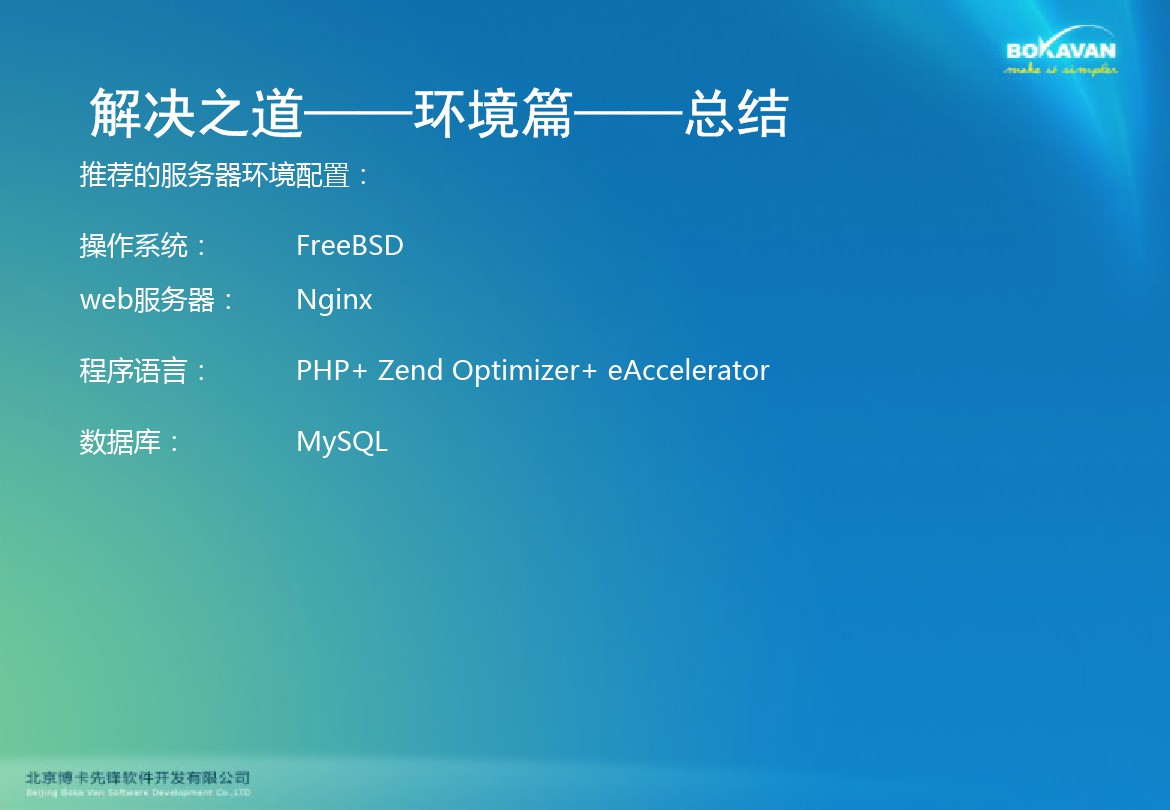 BOKAVAN
make it simpler
解决之道——环境篇——总结
推荐的服务器环境配置：
操作系统： FreeBSD
web服务器： Nginx
程序语言： PHP+ Zend Optimizer+ eAccelerator
数据库： MySQL
北京博卡先锋软件开发有限公司
Beijing Boka Van Software Development Co.,LTD